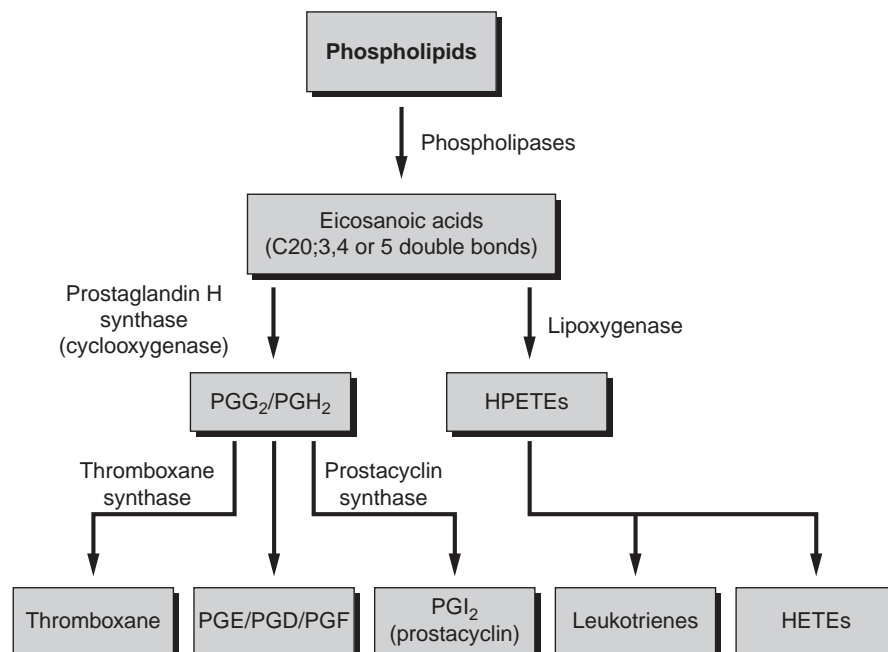 Phospholipids
Phospholipases
Eicosanoic acids
(C20;3,4 or 5 double bonds)
Prostaglandin H
synthase
(cyclooxygenase)
Lipoxygenase
PGG₂/PGH₂
HPETEs
Thromboxane
synthase
Prostacyclin
synthase
Thromboxane
PGE/PGD/PGF
PGI₂
(prostacyclin)
Leukotrienes
HETEs